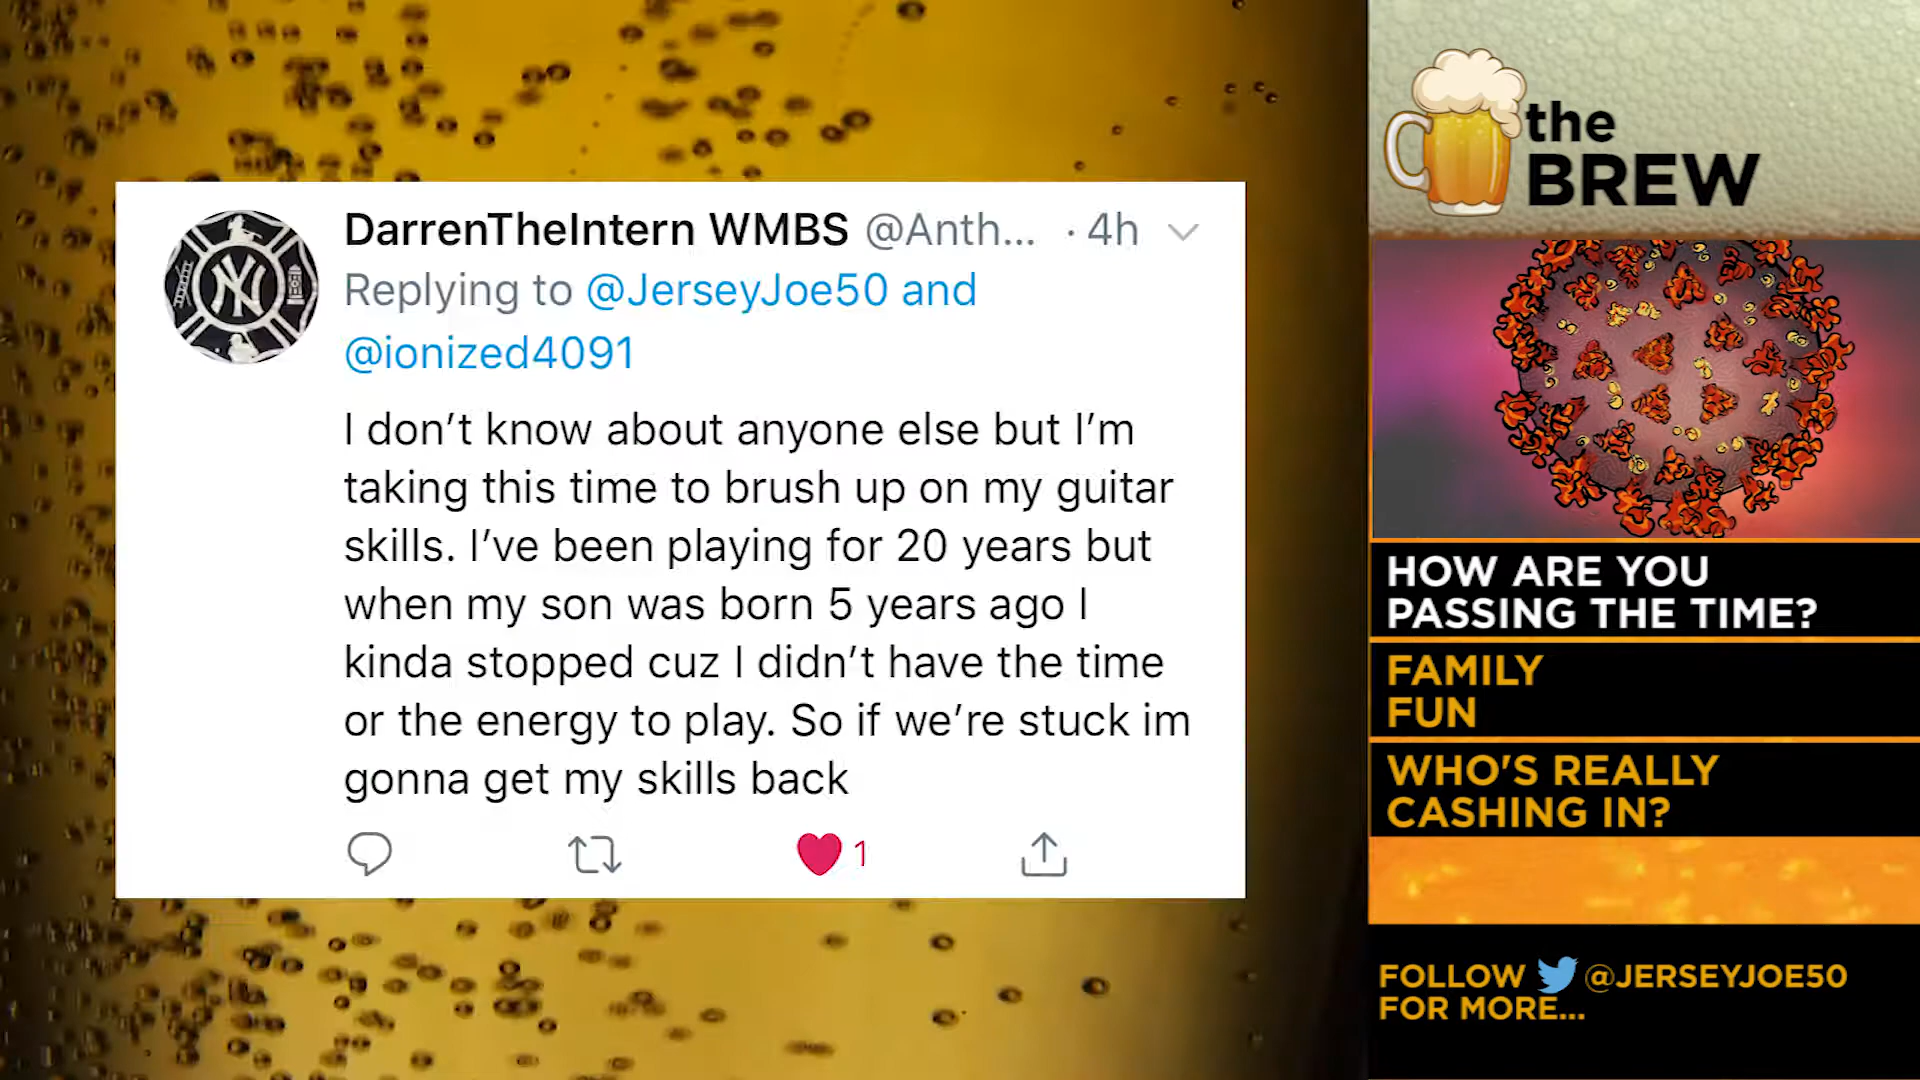 DarrenTheIntern WMBS @Anth... · 4h
Replying to @JerseyJoe50 and
@ionized4091
I don’t know about anyone else but I’m
taking this time to brush up on my guitar
skills. I’ve been playing for 20 years but
when my son was born 5 years ago I
kinda stopped cuz I didn’t have the time
or the energy to play. So if we’re stuck im
gonna get my skills back
1
NY
the
BREW
HOW ARE YOU
PASSING THE TIME?
FAMILY
FUN
WHO'S REALLY
CASHING IN?
FOLLOW @JERSEYJOE50
FOR MORE...